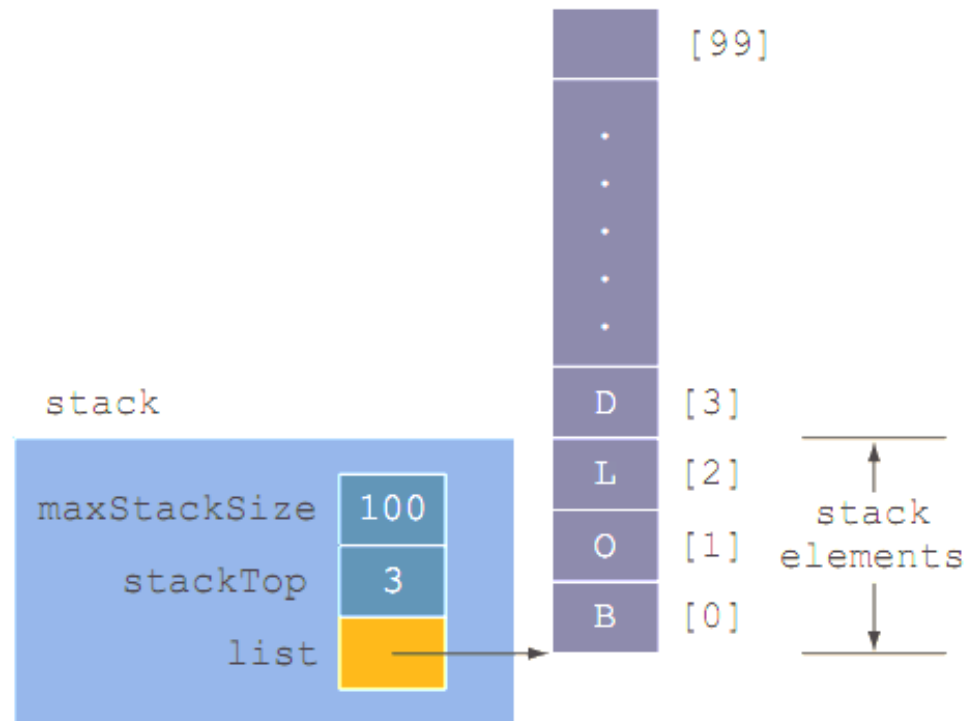 [99]
.
.
.
.
.
D [3]
L [2]
O [1]
B [0]
stack
elements
stack
maxStackSize 100
stackTop 3
list